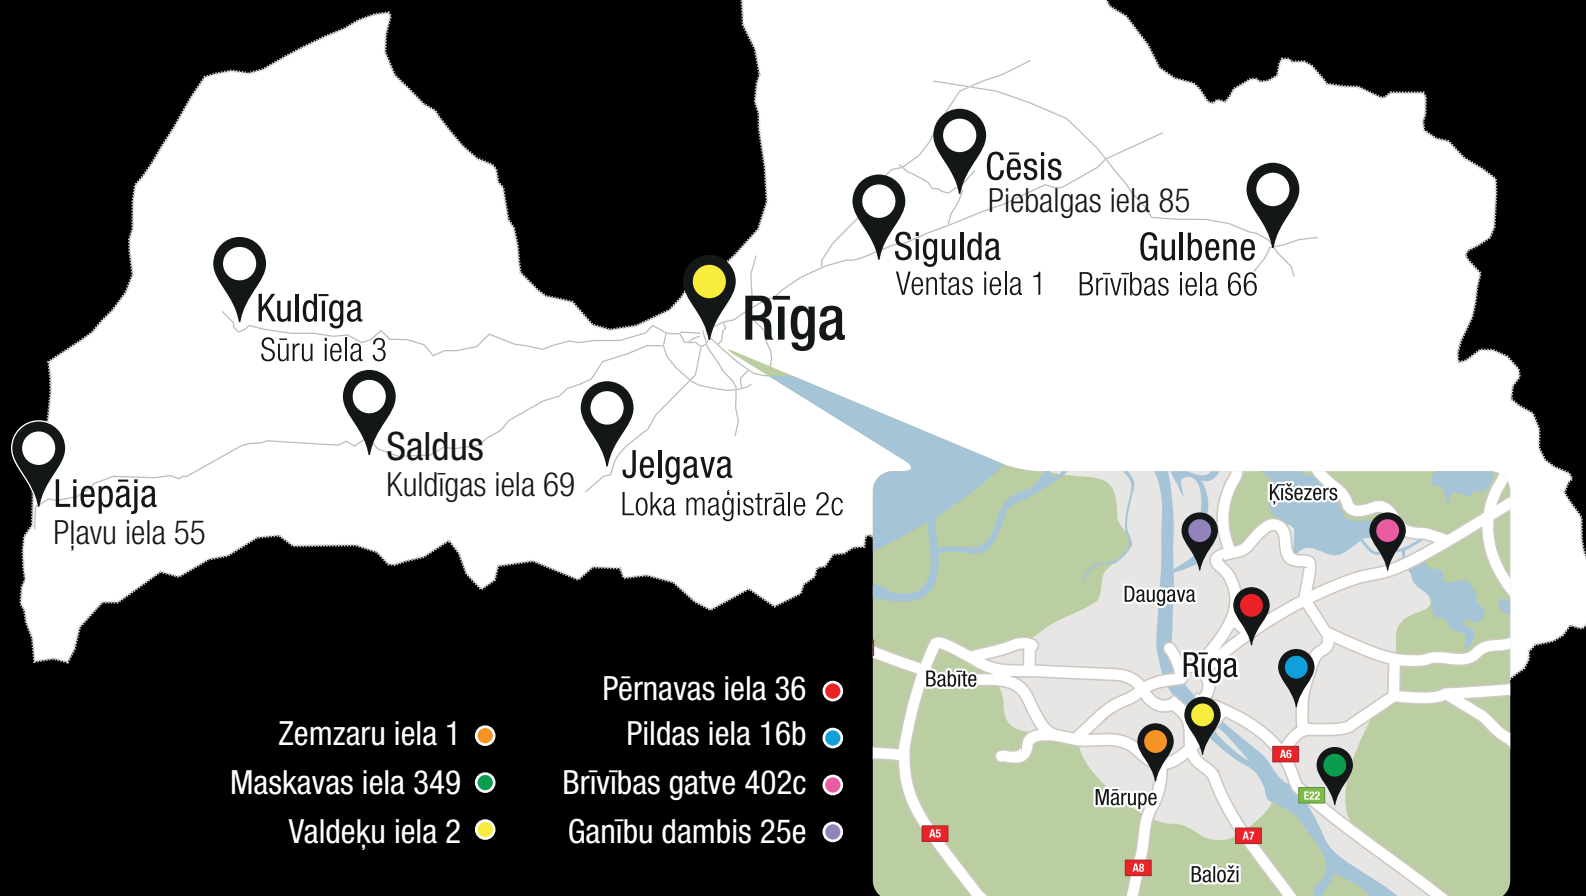 Cēsis
Piebalgas iela 85
Sigulda
Ventas iela 1
Gulbene
Brīvības iela 66
Kuldīga
Sūru iela 3
Rīga
Saldus
Kuldīgas iela 69
Jelgava
Loka maģistrāle 2c
Liepāja
Pļavu iela 55
Ķīšezers
Daugava
Rīga
Babīte
Mārupe
Baloži
A6
E22
A5
A7
A8
Pērnavas iela 36
Zemzaru iela 1
Pildas iela 16b
Maskavas iela 349
Brīvības gatve 402c
Valdeķu iela 2
Ganību dambis 25e